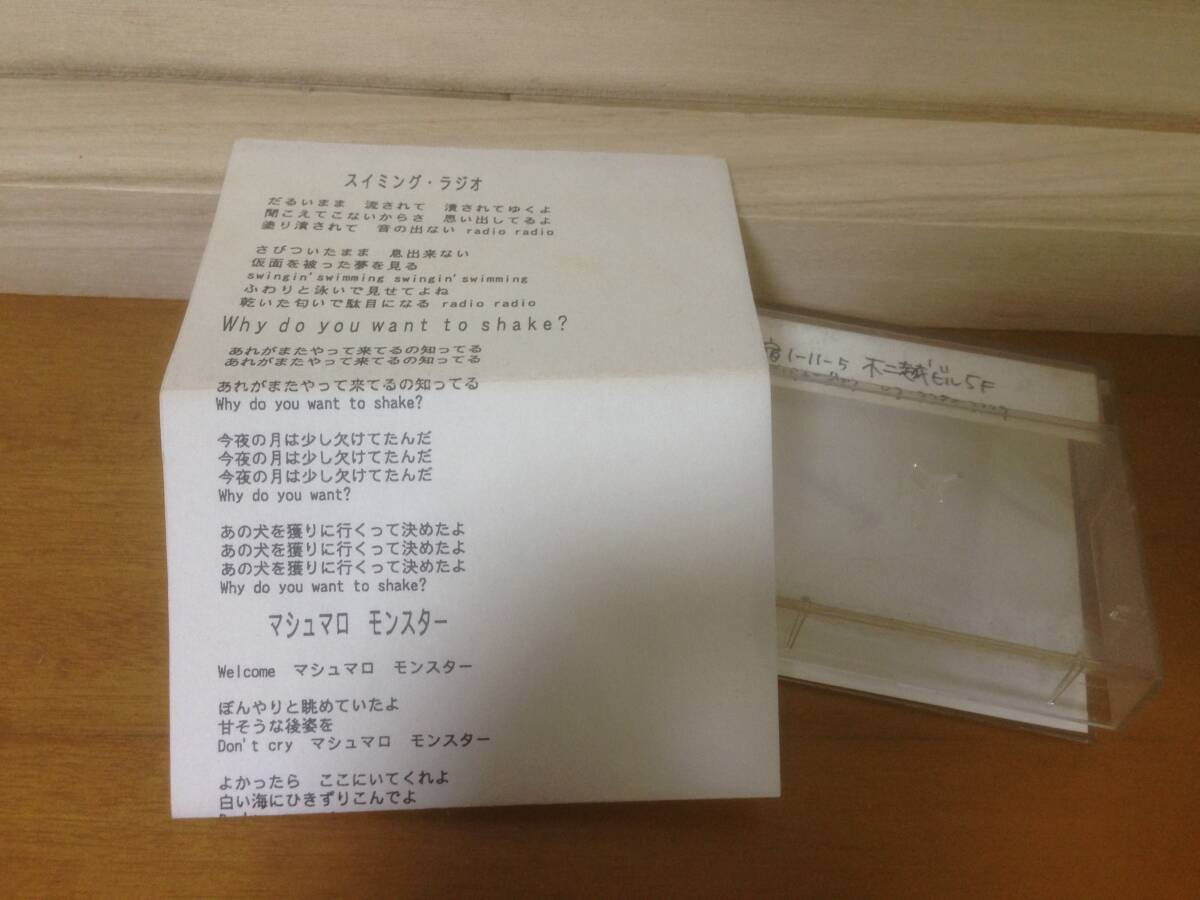 スイミング・ラジオ
だるいまま 流されて 潰されてゆくよ
聞こえてこないからさ 思い出してるよ
塗り潰されて 音の出ない radio radio
さびついたまま 息出来ない
仮面を被った夢を見る
swingin'swimming swingin'swimming
ふわりと泳いで見せてよね
乾いた匂いで駄目になる radio radio
Why do you want to shake?
あれがまたやって来てるの知ってる
あれがまたやって来てるの知ってる
あれがまたやって来てるの知ってる
Why do you want to shake?
今夜の月は少し欠けてたんだ
今夜の月は少し欠けてたんだ
今夜の月は少し欠けてたんだ
Why do you want?
あの犬を獲りに行くって決めたよ
あの犬を獲りに行くって決めたよ
あの犬を獲りに行くって決めたよ
Why do you want to shake?
マシュマロ モンスター
Welcome マシュマロ モンスター
ぼんやりと眺めていたよ
甘そうな後姿を
Don't cry マシュマロ モンスター
よかったら ここにいてくれよ
白い海にひきずりこんでよ
宿 1-11-5 不二越ビル5F